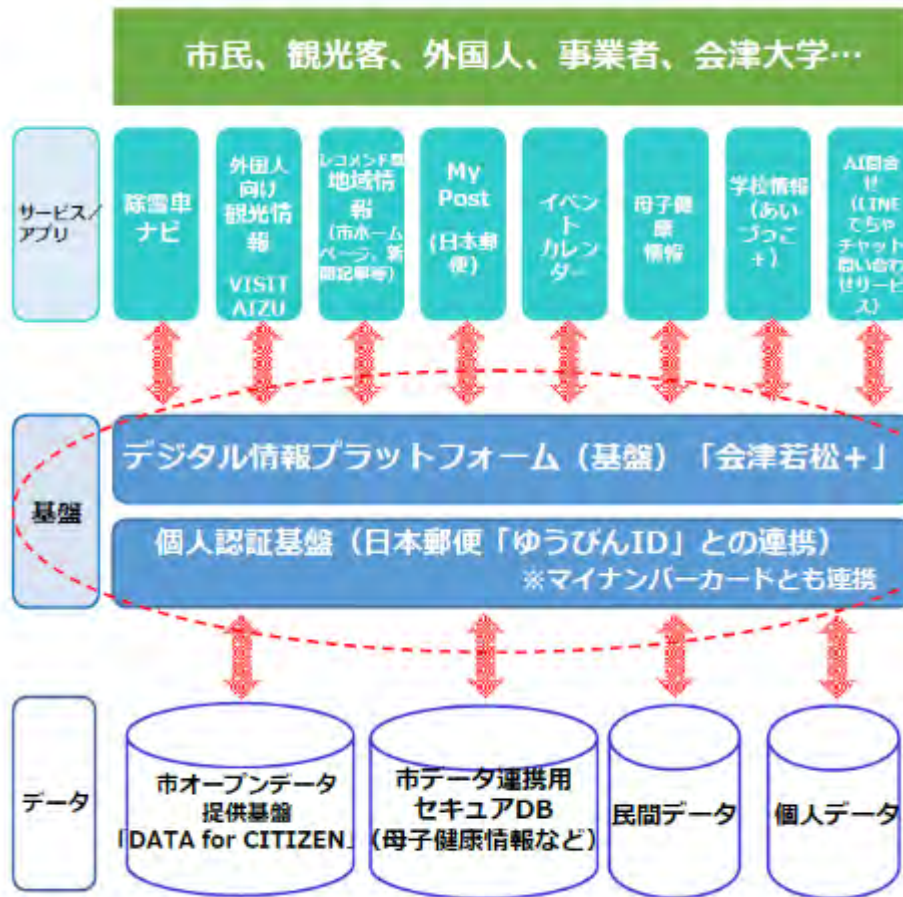 市民、観光客、外国人、事業者、会津大学…
サービス/
アプリ
除雪車
ナビ
外国人
向け
観光情
報
VISIT
AIZU
レコメンド型
地域情
報
(市ホーム
ページ、新
聞記事等)
My
Post
(日本郵
便)
イベン
ト
カレン
ダー
母子健
康
情報
学校情報
(あい
づっこ
+)
AI問合
せ
(LINE
でちゃ
チャット
問い合わ
せサービ
ス)
基盤
デジタル情報プラットフォーム(基盤)「会津若松+」
個人認証基盤(日本郵便「ゆうびんID」との連携)
※マイナンバーカードとも連携
データ
市オープンデータ
提供基盤
「DATA for CITIZEN」
市データ連携用
セキュアDB
(母子健康情報など)
民間データ
個人データ